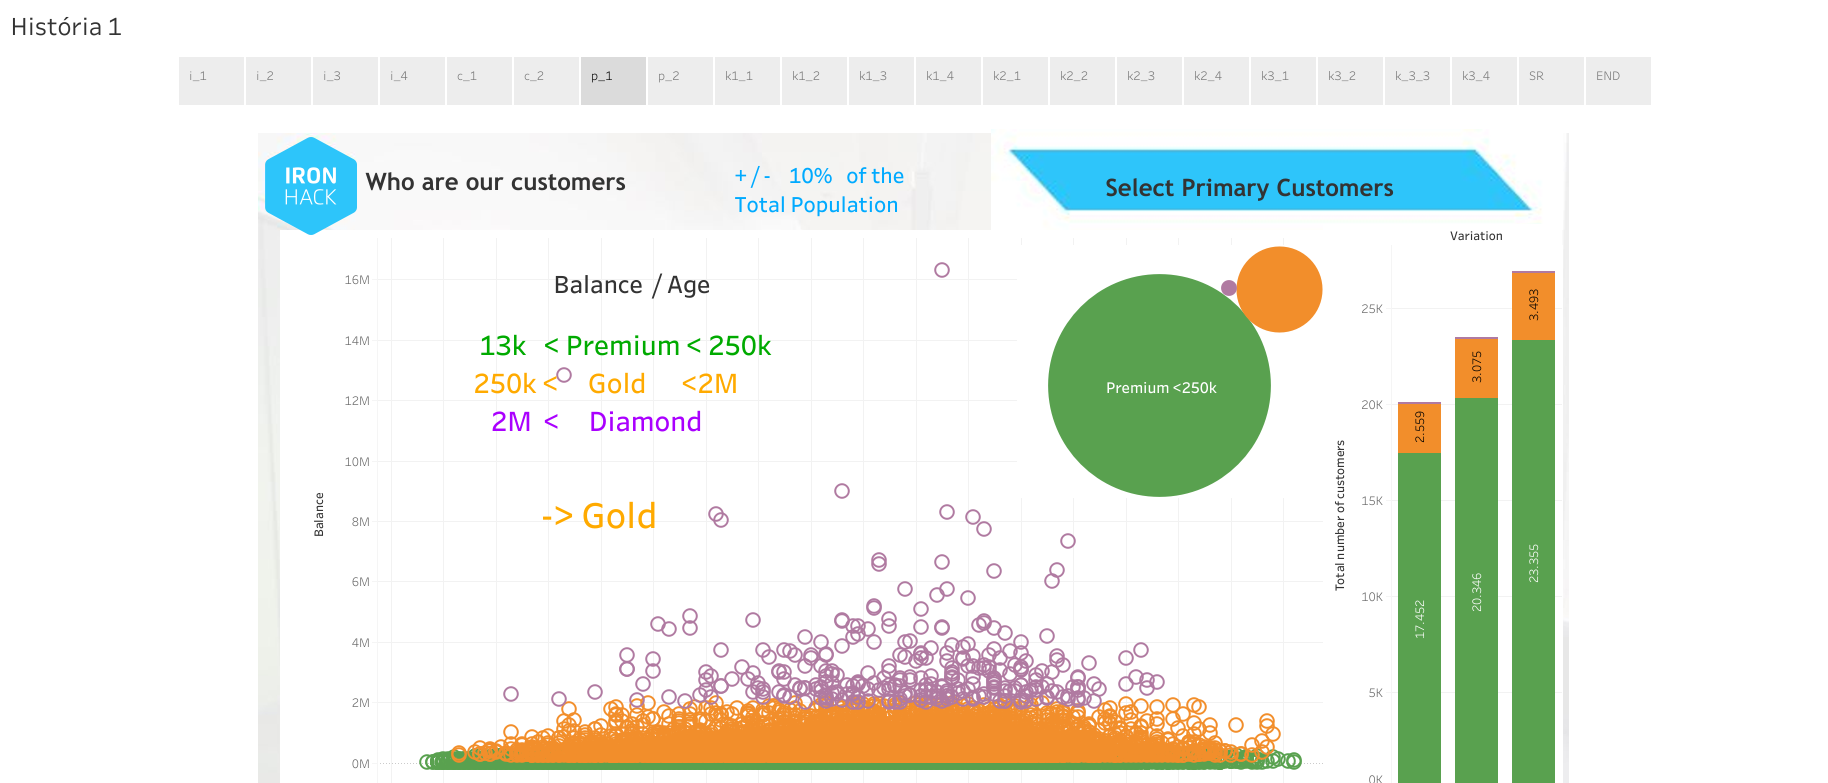 História 1
i_1
i_2
i_3
i_4
c_1
c_2
p_1
p_2
k1_1
k1_2
k1_3
k1_4
k2_1
k2_2
k2_3
k2_4
k3_1
k3_2
k_3_3
k3_4
SR
END
IRON
HACK
Who are our customers
+/- 10% of the
Total Population
Select Primary Customers
Balance / Age
13k < Premium < 250k
250k < Gold <2M
2M < Diamond
-> Gold
Balance
16M
14M
12M
10M
8M
6M
4M
2M
0M
Premium <250k
Variation
Total number of customers
25K
20K
15K
10K
5K
0K
2.559
17.452
3.075
20.346
3.493
23.355